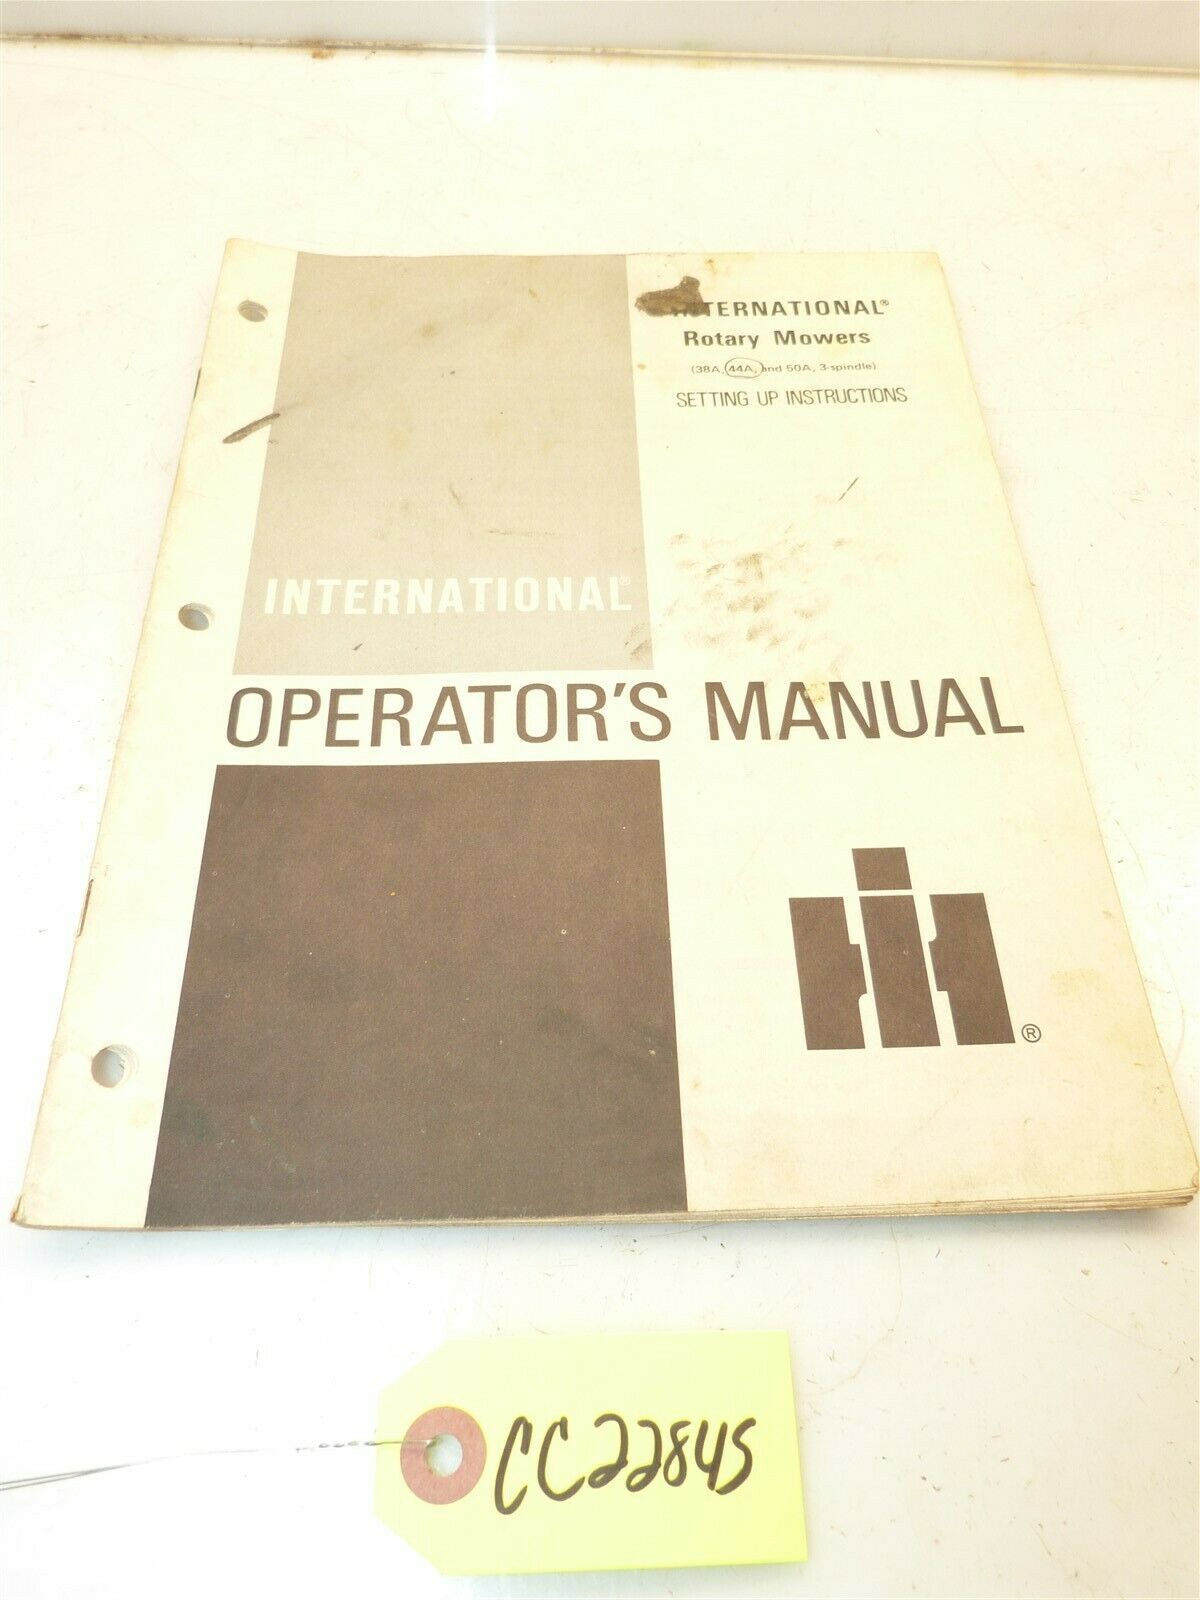 INTERNATIONAL®
Rotary Mowers
(38A, 44A, and 50A, 3-spindle)
SETTING UP INSTRUCTIONS
INTERNATIONAL®
OPERATOR'S MANUAL
®
CC22845